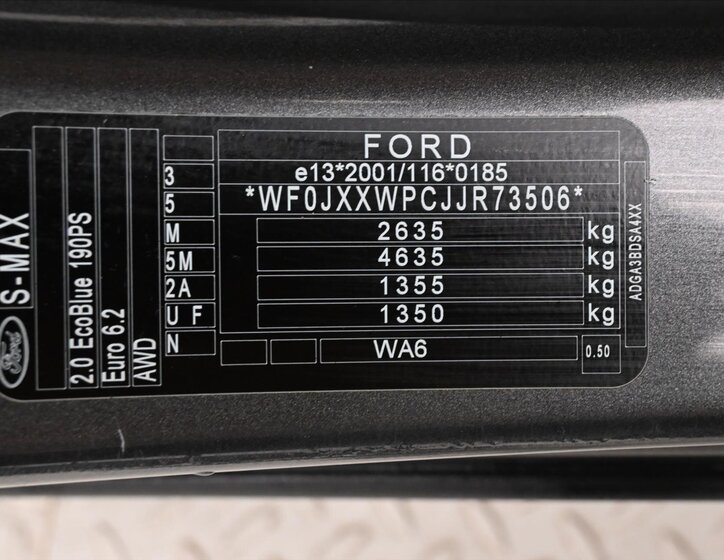 FORD
e13*2001/116*0185
*WF0JXXWPCJJR73506*
2635 kg
4635 kg
1355 kg
1350 kg
WA6
0.50
3
5
M
5M
2A
U F
N
S-MAX
Ford
2.0 EcoBlue 190PS
Euro 6.2
AWD
ADGA3BDSA4XX